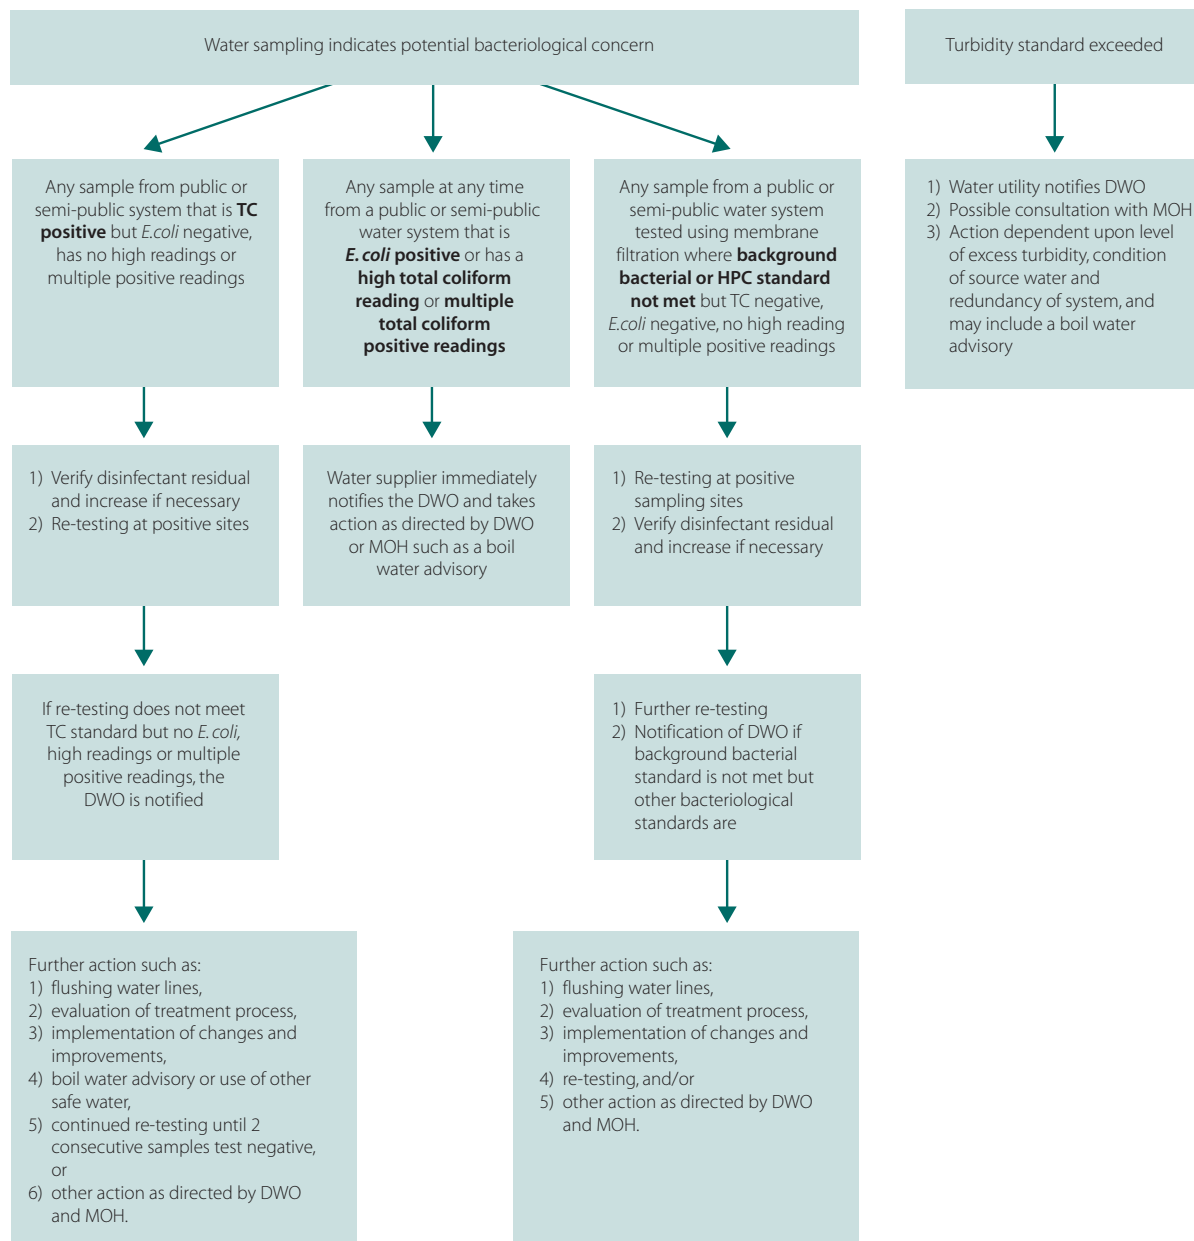 Water sampling indicates potential bacteriological concern
Turbidity standard exceeded
Any sample from public or
semi-public system that is TC
positive but E.coli negative,
has no high readings or
multiple positive readings
Any sample at any time
from a public or semi-public
water system that is
E. coli positive or has a
high total coliform
reading or multiple
total coliform
positive readings
Any sample from a public or
semi-public water system
tested using membrane
filtration where background
bacterial or HPC standard
not met but TC negative,
E.coli negative, no high reading
or multiple positive readings
1) Water utility notifies DWO
2) Possible consultation with MOH
3) Action dependent upon level
of excess turbidity, condition
of source water and
redundancy of system, and
may include a boil water
advisory
1) Verify disinfectant residual
and increase if necessary
2) Re-testing at positive sites
Water supplier immediately
notifies the DWO and takes
action as directed by DWO
or MOH such as a boil
water advisory
1) Re-testing at positive
sampling sites
2) Verify disinfectant residual
and increase if necessary
If re-testing does not meet
TC standard but no E. coli,
high readings or multiple
positive readings, the
DWO is notified
1) Further re-testing
2) Notification of DWO if
background bacterial
standard is not met but
other bacteriological
standards are
Further action such as:
1) flushing water lines,
2) evaluation of treatment process,
3) implementation of changes and
improvements,
4) boil water advisory or use of other
safe water,
5) continued re-testing until 2
consecutive samples test negative,
or
6) other action as directed by DWO
and MOH.
Further action such as:
1) flushing water lines,
2) evaluation of treatment process,
3) implementation of changes and
improvements,
4) re-testing, and/or
5) other action as directed by DWO
and MOH.